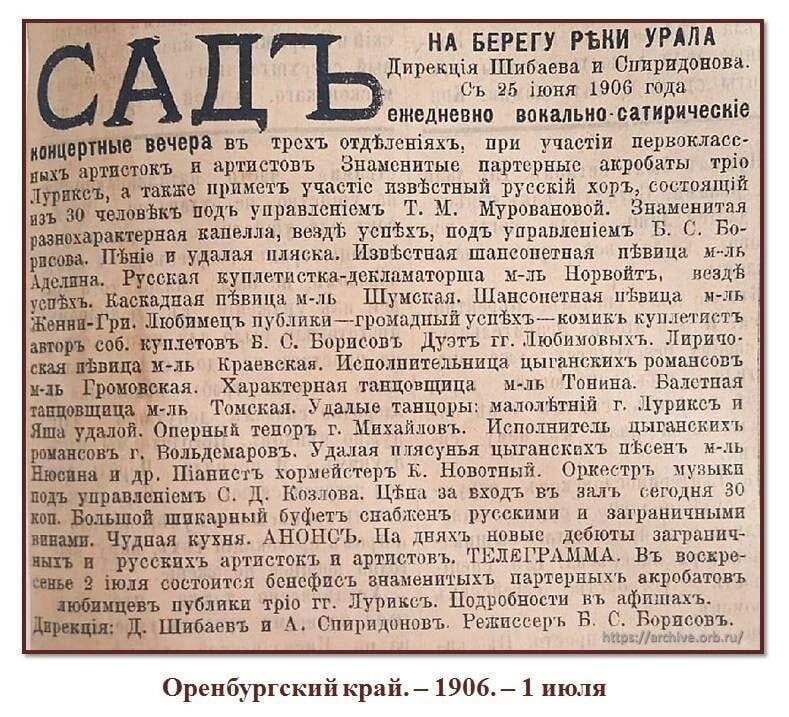 САДЪ
НА БЕРЕГУ РѢКИ УРАЛА
Дирекція Шибаева и Спиридонова.
Съ 25 іюня 1906 года
ежедневно вокально-сатирическіе
концертные вечера въ трехъ отдѣленіяхъ, при участіи первокласс-
ныхъ артистокъ и артистовъ Знаменитые партерные акробаты тріо
Луриксъ, а также приметъ участіе извѣстный русскій хоръ, состоящій
изъ 30 человѣкъ подъ управленіемъ Т. М. Муровановой. Знаменитая
разнохарактерная капелла, вездѣ успѣхъ, подъ управленіемъ Б. С. Бо-
рисова. Пѣніе и удалая пляска. Извѣстная шансонетная пѣвица м-ль
Аделина. Русская куплетистка-декламаторша м-ль Норвойтъ, вездѣ
успѣхъ. Каскадная пѣвица м-ль Шумская. Шансонетная пѣвица м-ль
Женни-Гри. Любимецъ публики—громадный успѣхъ—комикъ куплетистъ
авторъ соб. куплетовъ Б. С. Борисовъ Дуэтъ гг. Любимовыхъ. Лириче-
ская пѣвица м-ль Краевская. Исполнительница цыганскихъ романсовъ
м-ль Громовская. Характерная танцовщица м-ль Тонина. Балетная
танцовщица м-ль Томская. Удалые танцоры: малолѣтній г. Луриксъ и
Яша удалой. Оперный теноръ г. Михайловъ. Исполнитель цыганскихъ
романсовъ г. Вольдемаровъ. Удалая плясунья цыганскихъ пѣсенъ м-ль
Нюсина и др. Піанистъ хормейстеръ К. Новотный. Оркестръ музыки
подъ управленіемъ С. Д. Козлова. Цѣна за входъ въ залъ сегодня 30
коп. Большой шикарный буфетъ снабженъ русскими и заграничными
винами. Чудная кухня. АНОНСЪ. На дняхъ новые дебюты загранич-
ныхъ и русскихъ артистокъ и артистовъ. ТЕЛЕГРАММА. Въ воскре-
сенье 2 іюля состоится бенефисъ знаменитыхъ партерныхъ акробатовъ
любимцевъ публики тріо гг. Луриксъ. Подробности въ афишахъ.
Дирекція: Д. Шибаевъ и А. Спиридоновъ. Режиссеръ Б. С. Борисовъ.
https://archive.orb.ru/
Оренбургский край. – 1906. – 1 июля